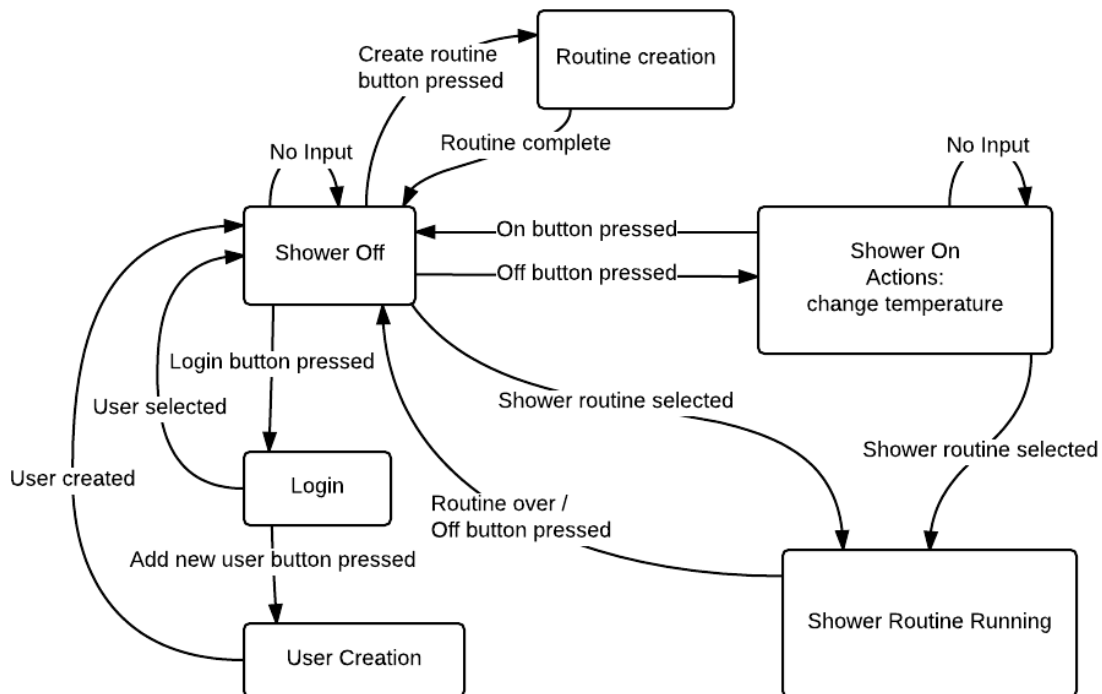 Create routine
button pressed
Routine creation
Routine complete
No Input
No Input
Shower Off
On button pressed
Off button pressed
Shower On
Actions:
change temperature
Login button pressed
User selected
Shower routine selected
Shower routine selected
User created
Login
Routine over /
Off button pressed
Add new user button pressed
Shower Routine Running
User Creation